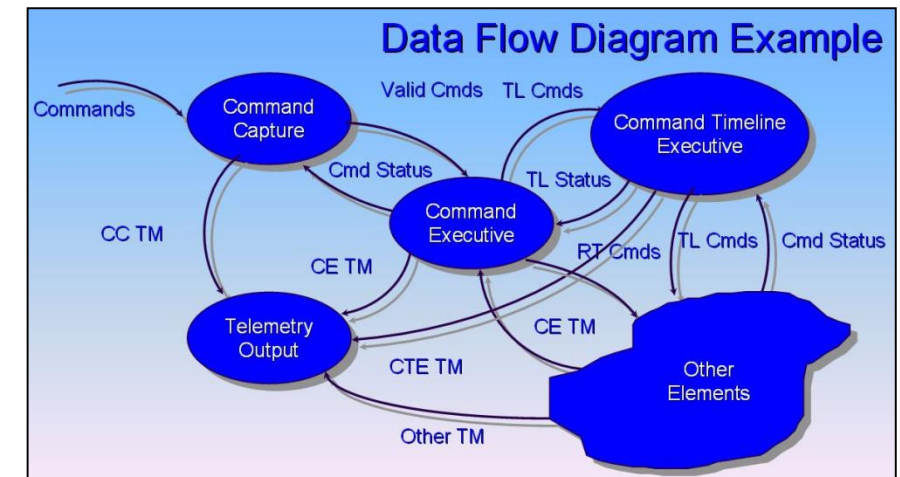 Data Flow Diagram Example
Commands
Command
Capture
Valid Cmds
TL Cmds
Command Timeline
Executive
Cmd Status
TL Status
Command
Executive
CC TM
CE TM
RT Cmds
TL Cmds
Cmd Status
Telemetry
Output
CE TM
CTE TM
Other
Elements
Other TM